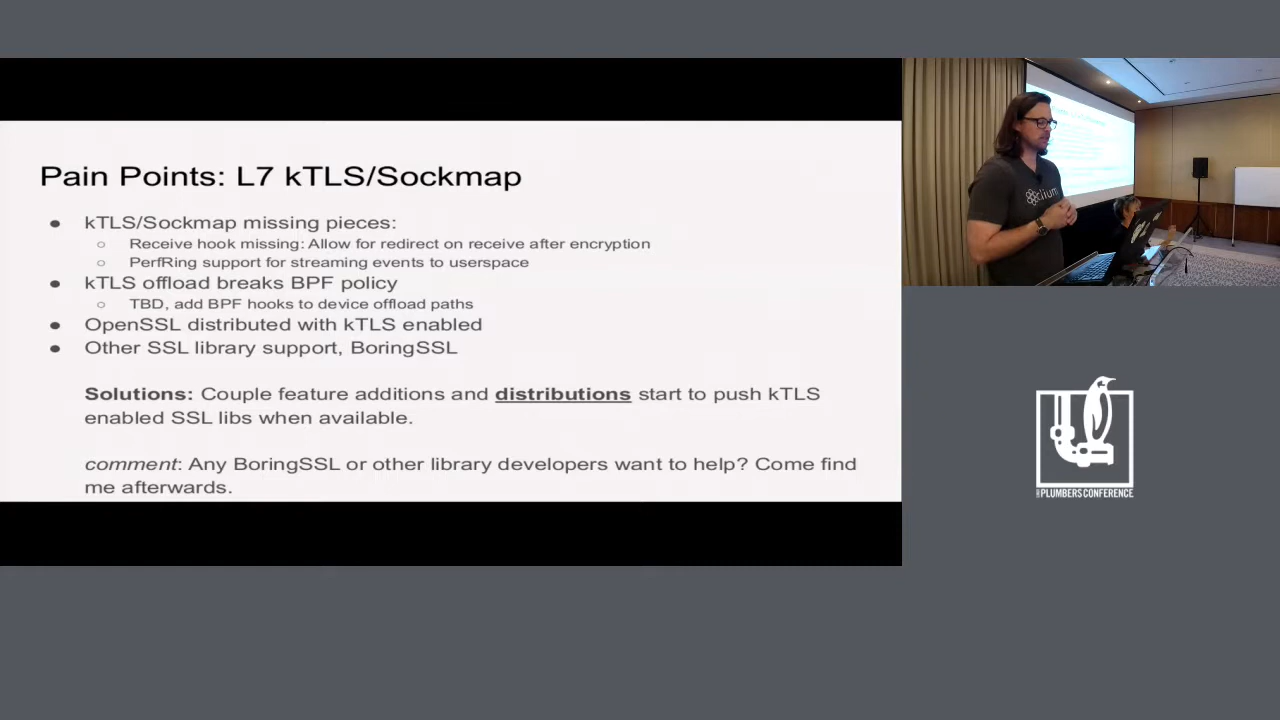 Pain Points: L7 kTLS/Sockmap
● kTLS/Sockmap missing pieces:
○ Receive hook missing: Allow for redirect on receive after encryption
○ PerfRing support for streaming events to userspace
● kTLS offload breaks BPF policy
○ TBD, add BPF hooks to device offload paths
● OpenSSL distributed with kTLS enabled
● Other SSL library support, BoringSSL
Solutions: Couple feature additions and distributions start to push kTLS
enabled SSL libs when available.
comment: Any BoringSSL or other library developers want to help? Come find
me afterwards.
cilium
PLUMBERS CONFERENCE